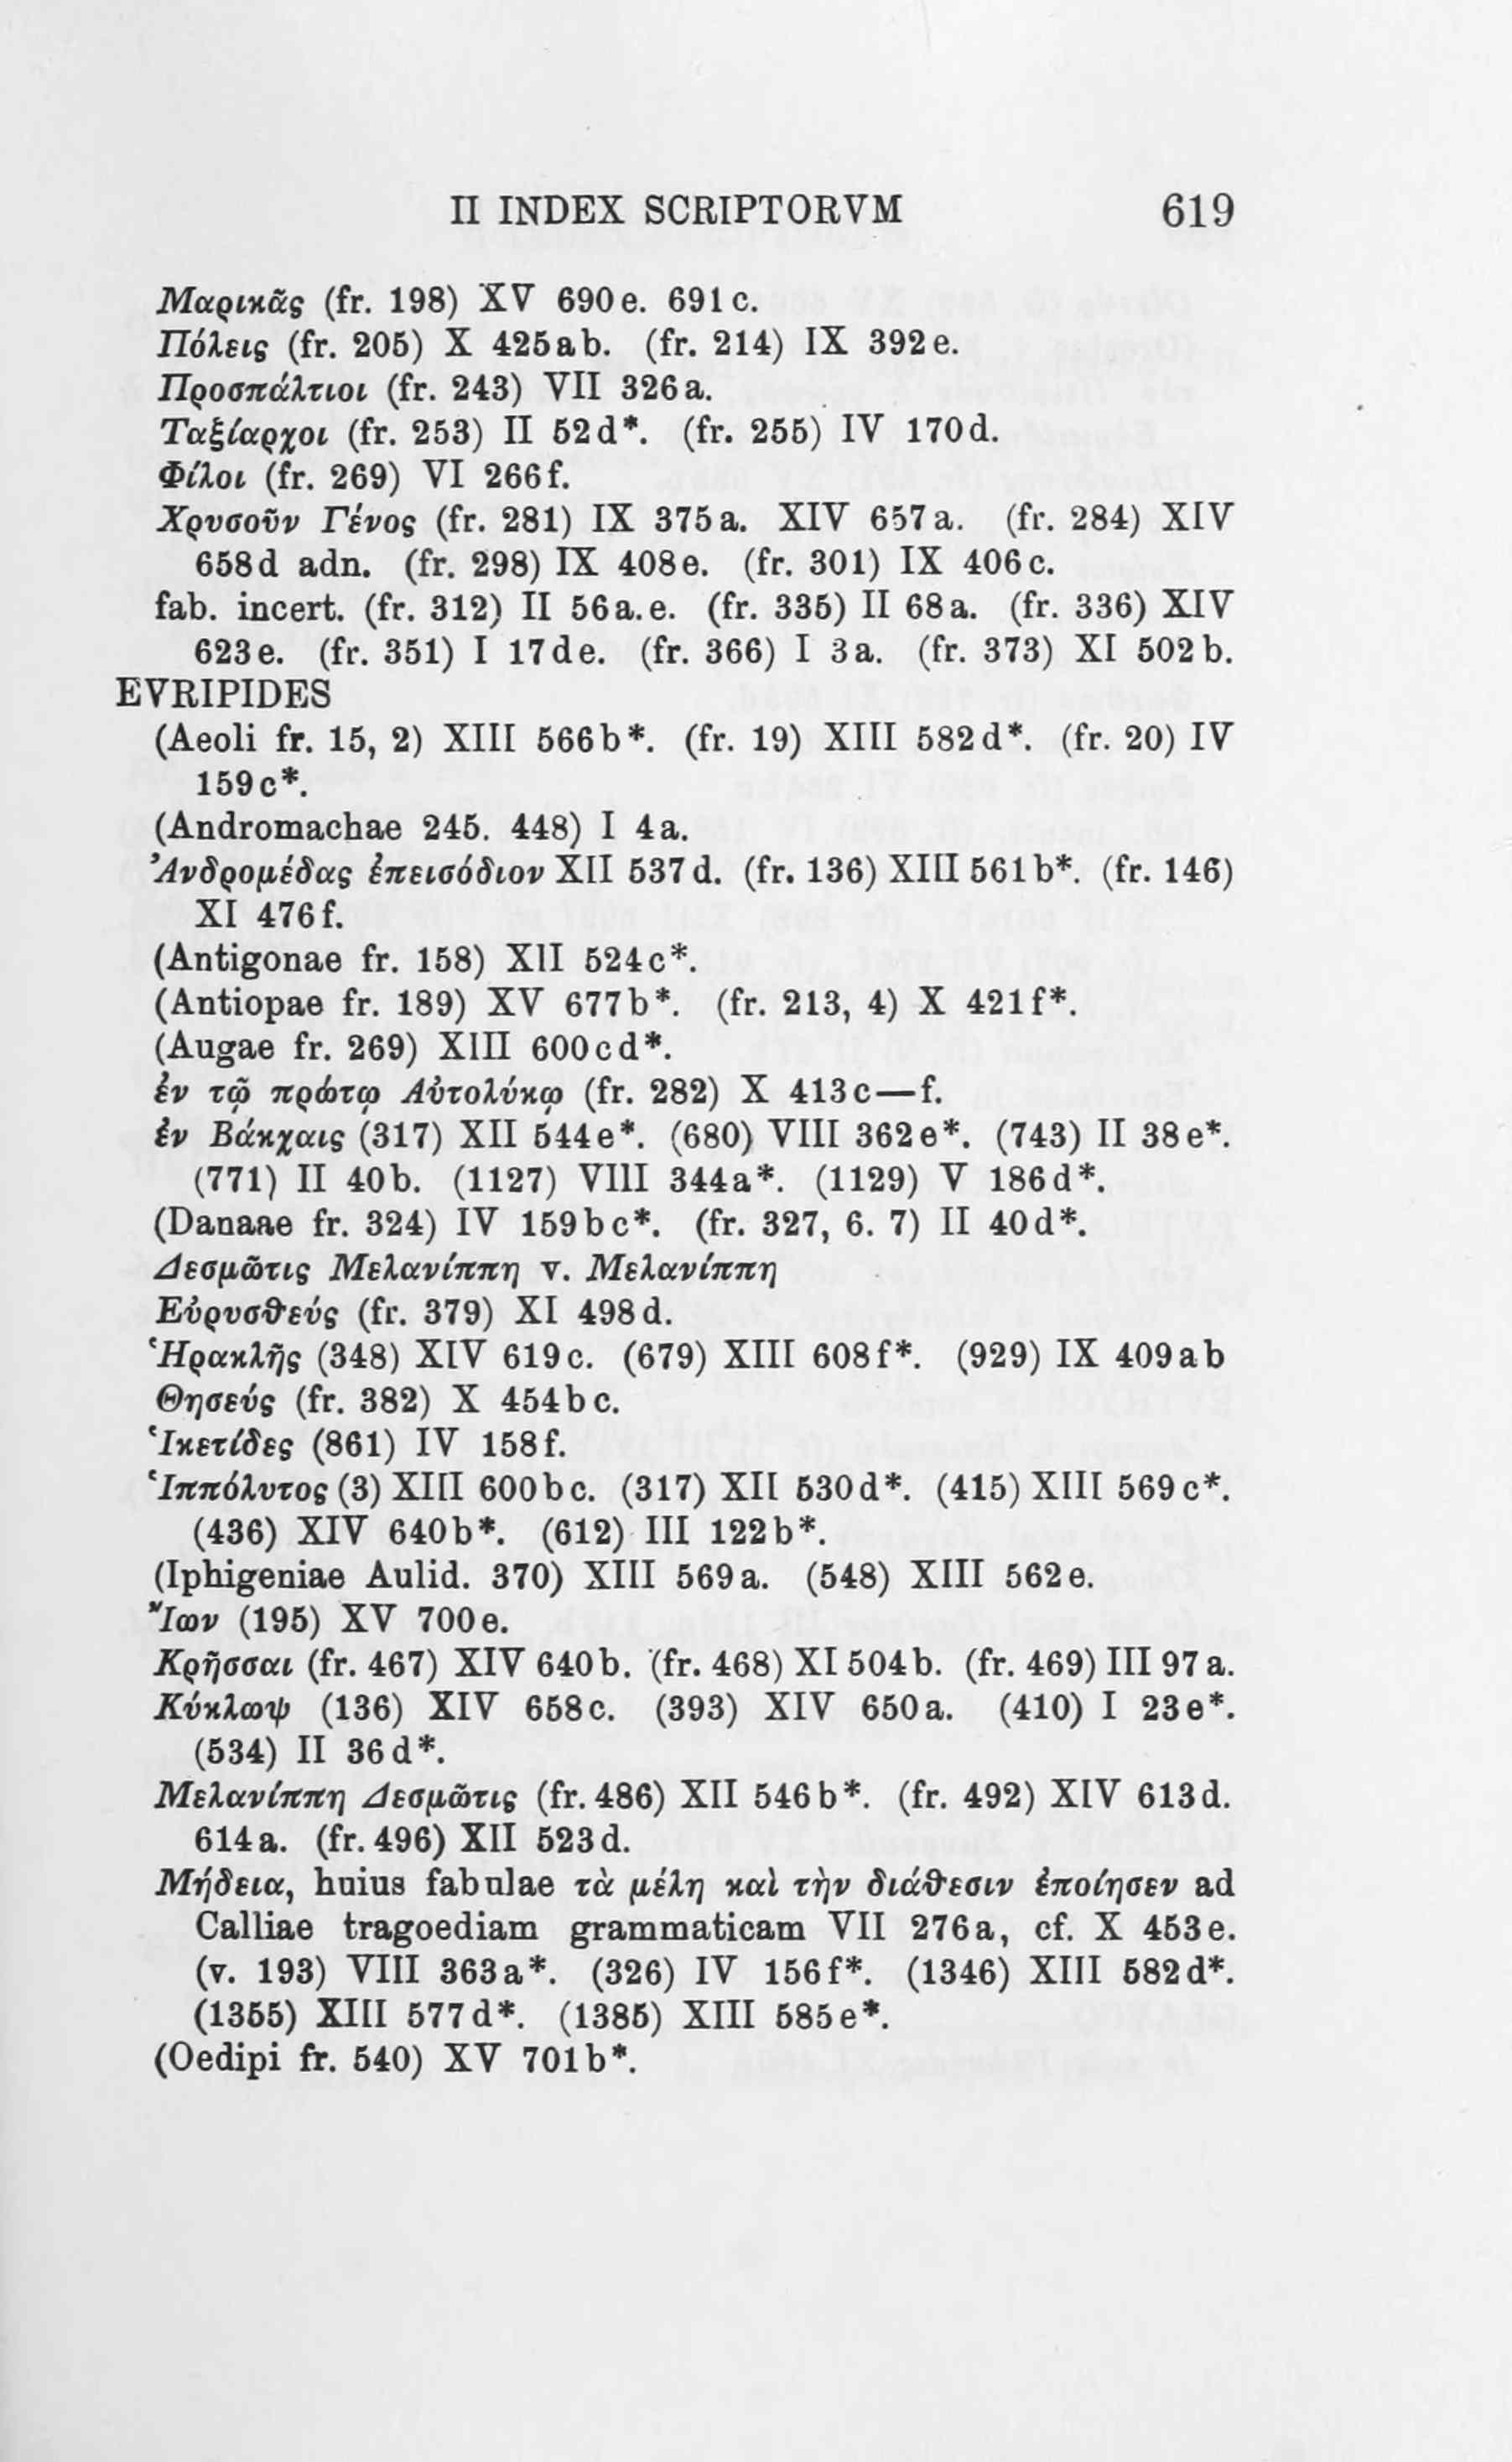 II INDEX SCRIPTORVM 619
Μαρικᾶς (fr. 198) XV 690e. 691c.
Πόλεις (fr. 205) X 425ab. (fr. 214) IX 392e.
Προσπάλτιοι (fr. 243) VII 326a.
Ταξίαρχοι (fr. 253) II 52d*. (fr. 255) IV 170d.
Φίλοι (fr. 269) VI 266f.
Χρυσοῦν Γένος (fr. 281) IX 375a. XIV 657a. (fr. 284) XIV
658d adn. (fr. 298) IX 408e. (fr. 301) IX 406c.
fab. incert. (fr. 312) II 56a.e. (fr. 335) II 68a. (fr. 336) XIV
623e. (fr. 351) I 17de. (fr. 366) I 3a. (fr. 373) XI 502b.
EVRIPIDES
(Aeoli fr. 15, 2) XIII 566b*. (fr. 19) XIII 582d*. (fr. 20) IV
159c*.
(Andromachae 245. 448) I 4a.
Ἀνδρομέδας ἐπεισόδιον XII 537d. (fr. 136) XIII 561b*. (fr. 146)
XI 476f.
(Antigonae fr. 158) XII 524c*.
(Antiopae fr. 189) XV 677b*. (fr. 213, 4) X 421f*.
(Augae fr. 269) XIII 600cd*.
ἐν τῷ πρώτῳ Αὐτολύκῳ (fr. 282) X 413c—f.
ἐν Βάκχαις (317) XII 544e*. (680) VIII 362e*. (743) II 38e*.
(771) II 40b. (1127) VIII 344a*. (1129) V 186d*.
(Danaae fr. 324) IV 159bc*. (fr. 327, 6. 7) II 40d*.
Δεσμῶτις Μελανίππη v. Μελανίππη
Εὐρυσθεύς (fr. 379) XI 498d.
Ἡρακλῆς (348) XIV 619c. (679) XIII 608f*. (929) IX 409ab
Θησεύς (fr. 382) X 454bc.
Ἱκετίδες (861) IV 158f.
Ἱππόλυτος (3) XIII 600bc. (317) XII 530d*. (415) XIII 569c*.
(436) XIV 640b*. (612) III 122b*.
(Iphigeniae Aulid. 370) XIII 569a. (548) XIII 562e.
Ἴων (195) XV 700e.
Κρῆσσαι (fr. 467) XIV 640b. (fr. 468) XI 504b. (fr. 469) III 97a.
Κύκλωψ (136) XIV 658c. (393) XIV 650a. (410) I 23e*.
(534) II 36d*.
Μελανίππη Δεσμῶτις (fr. 486) XII 546b*. (fr. 492) XIV 613d.
614a. (fr. 496) XII 523d.
Μήδεια, huius fabulae τὰ μέλη καὶ τὴν διάθεσιν ἐποίησεν ad
Calliae tragoediam grammaticam VII 276a, cf. X 453e.
(v. 193) VIII 363a*. (326) IV 156f*. (1346) XIII 582d*.
(1355) XIII 577d*. (1385) XIII 585e*.
(Oedipi fr. 540) XV 701b*.